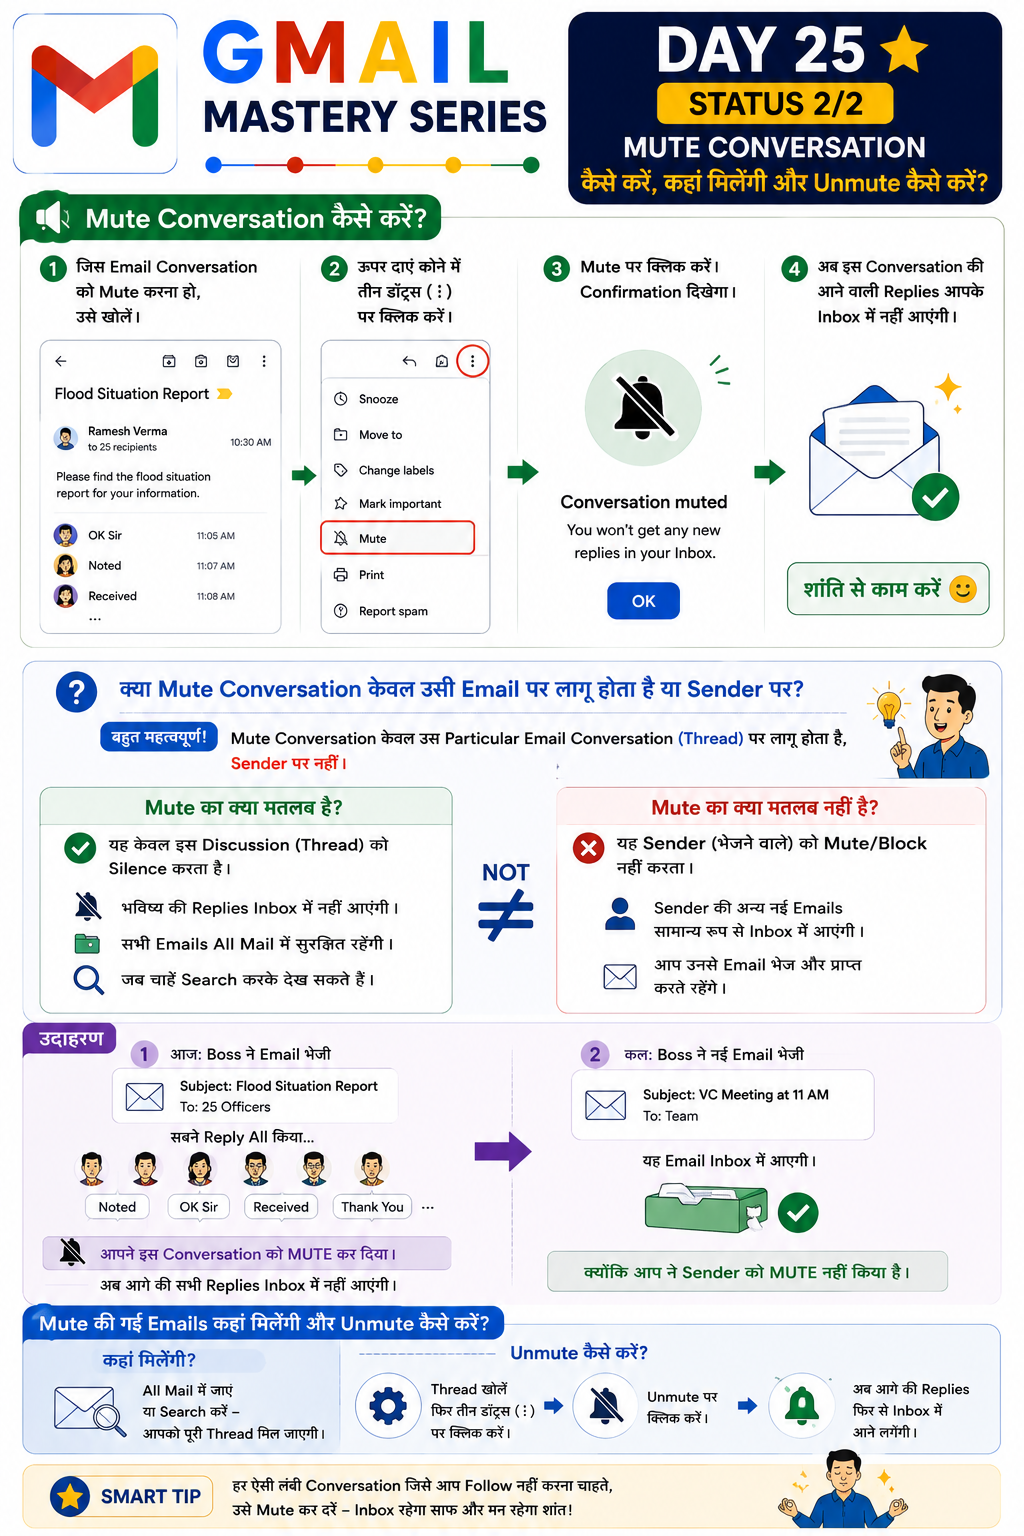 GMAIL
MASTERY SERIES
DAY 25
STATUS 2/2
MUTE CONVERSATION
कैसे करें, कहां मिलेंगी और Unmute कैसे करें?
Mute Conversation कैसे करें?
1
जिस Email Conversation
को Mute करना हो,
उसे खोलें।
Flood Situation Report
Ramesh Verma
to 25 recipients
10:30 AM
Please find the flood situation
report for your information.
OK Sir 11:05 AM
Noted 11:07 AM
Received 11:08 AM
...
2
ऊपर दाएं कोने में
तीन डॉट्स (⋮)
पर क्लिक करें।
Snooze
Move to
Change labels
Mark important
Mute
Print
Report spam
3
Mute पर क्लिक करें।
Confirmation दिखेगा।
Conversation muted
You won't get any new
replies in your Inbox.
OK
4
अब इस Conversation की
आने वाली Replies आपके
Inbox में नहीं आएंगी।
शांति से काम करें
?
क्या Mute Conversation केवल उसी Email पर लागू होता है या Sender पर?
बहुत महत्वपूर्ण!
Mute Conversation केवल उस Particular Email Conversation (Thread) पर लागू होता है,
Sender पर नहीं।
Mute का क्या मतलब है?
यह केवल इस Discussion (Thread) को
Silence करता है।
भविष्य की Replies Inbox में नहीं आएंगी।
सभी Emails All Mail में सुरक्षित रहेंगी।
जब चाहें Search करके देख सकते हैं।
NOT
≠
Mute का क्या मतलब नहीं है?
यह Sender (भेजने वाले) को Mute/Block
नहीं करता।
Sender की अन्य नई Emails
सामान्य रूप से Inbox में आएंगी।
आप उनसे Email भेज और प्राप्त
करते रहेंगे।
उदाहरण
1
आज: Boss ने Email भेजी
Subject: Flood Situation Report
To: 25 Officers
सबने Reply All किया...
Noted
OK Sir
Received
Thank You
...
आपने इस Conversation को MUTE कर दिया।
अब आगे की सभी Replies Inbox में नहीं आएंगी।
2
कल: Boss ने नई Email भेजी
Subject: VC Meeting at 11 AM
To: Team
यह Email Inbox में आएगी।
क्योंकि आप ने Sender को MUTE नहीं किया है।
Mute की गई Emails कहां मिलेंगी और Unmute कैसे करें?
कहां मिलेंगी?
All Mail में जाएं
या Search करें –
आपको पूरी Thread मिल जाएगी।
Unmute कैसे करें?
Thread खोलें
फिर तीन डॉट्स (⋮)
पर क्लिक करें।
Unmute पर
क्लिक करें।
अब आगे की Replies
फिर से Inbox में
आने लगेंगी।
SMART TIP
हर ऐसी लंबी Conversation जिसे आप Follow नहीं करना चाहते,
उसे Mute कर दरें – Inbox रहेगा साफ और मन रहेगा शांत!